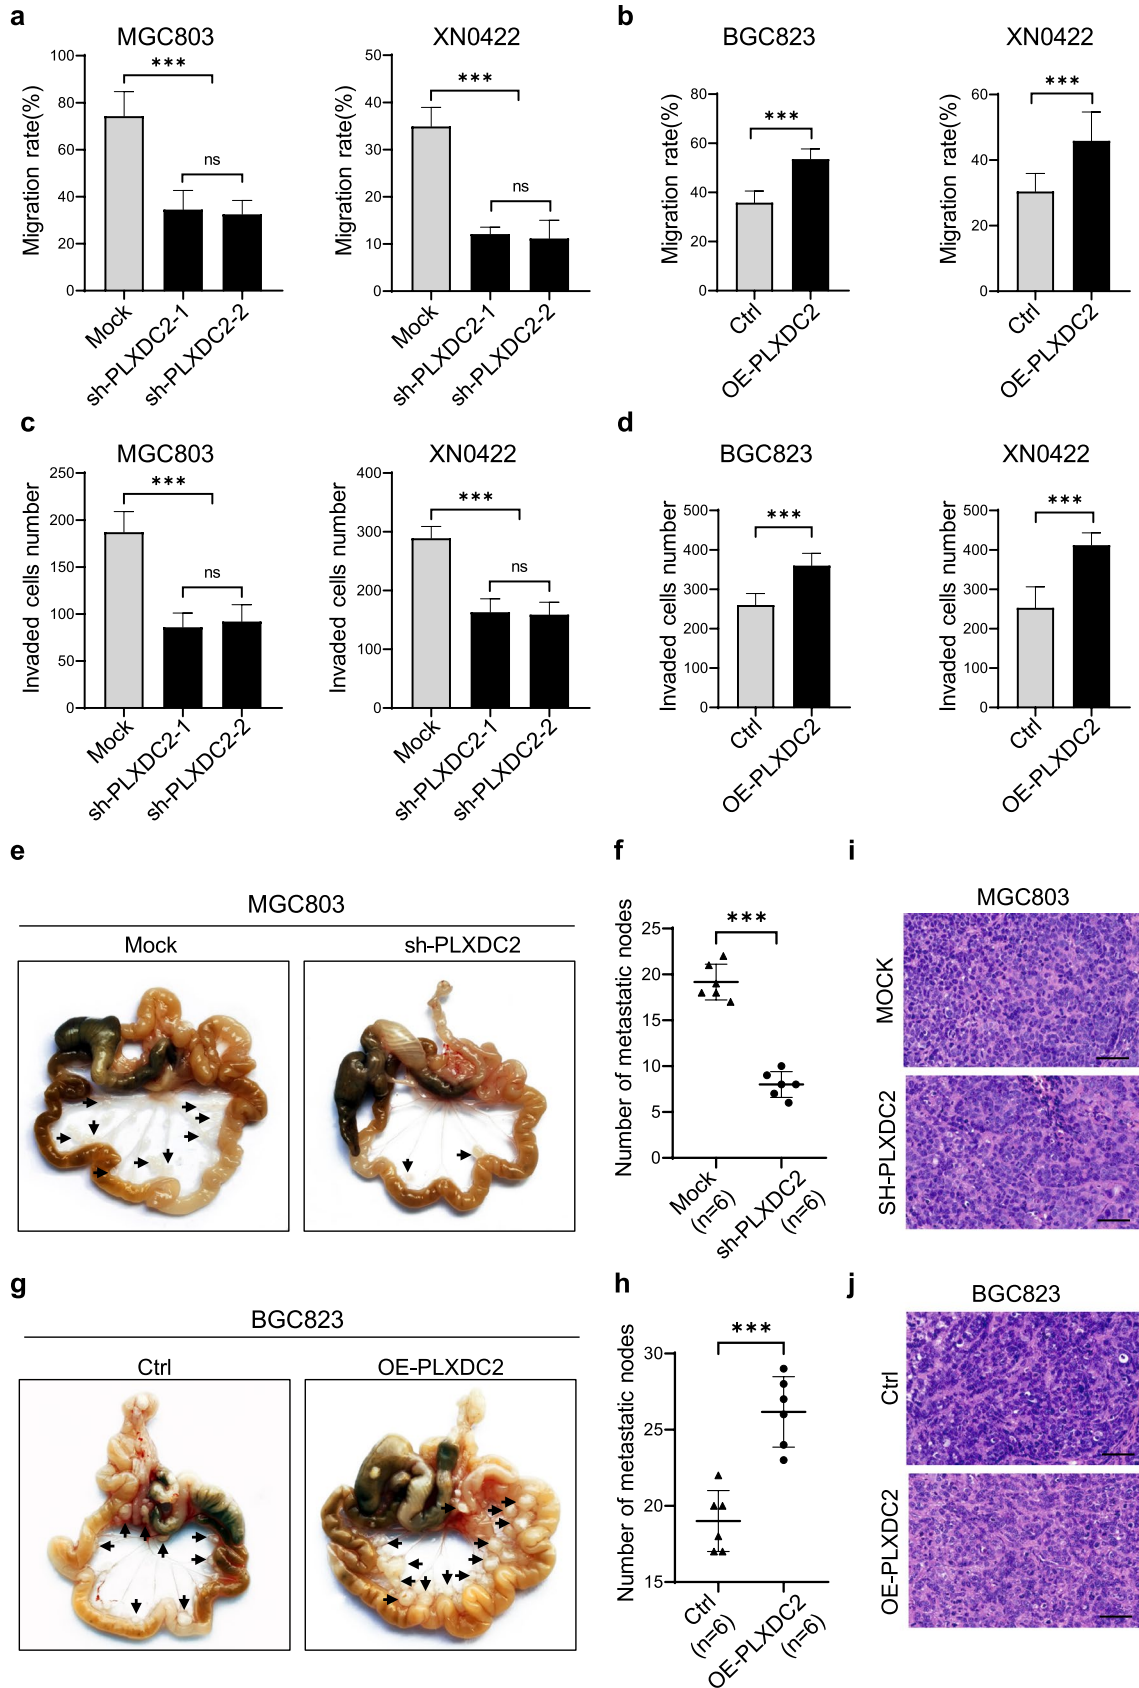 a
MGC803
Migration rate(%)
100
80
60
40
20
0
***
ns
Mock
sh-PLXDC2-1
sh-PLXDC2-2
XN0422
Migration rate(%)
50
40
30
20
10
0
***
ns
Mock
sh-PLXDC2-1
sh-PLXDC2-2
b
BGC823
Migration rate(%)
80
60
40
20
0
***
Ctrl
OE-PLXDC2
XN0422
Migration rate(%)
60
40
20
0
***
Ctrl
OE-PLXDC2
c
MGC803
Invaded cells number
250
200
150
100
50
0
***
ns
Mock
sh-PLXDC2-1
sh-PLXDC2-2
XN0422
Invaded cells number
400
300
200
100
0
***
ns
Mock
sh-PLXDC2-1
sh-PLXDC2-2
d
BGC823
Invaded cells number
500
400
300
200
100
0
***
Ctrl
OE-PLXDC2
XN0422
Invaded cells number
500
400
300
200
100
0
***
Ctrl
OE-PLXDC2
e
MGC803
Mock
sh-PLXDC2
f
Number of metastatic nodes
25
20
15
10
5
0
***
Mock
(n=6)
sh-PLXDC2
(n=6)
i
MGC803
MOCK
SH-PLXDC2
g
BGC823
Ctrl
OE-PLXDC2
h
Number of metastatic nodes
30
25
20
15
***
Ctrl
(n=6)
OE-PLXDC2
(n=6)
j
BGC823
Ctrl
OE-PLXDC2